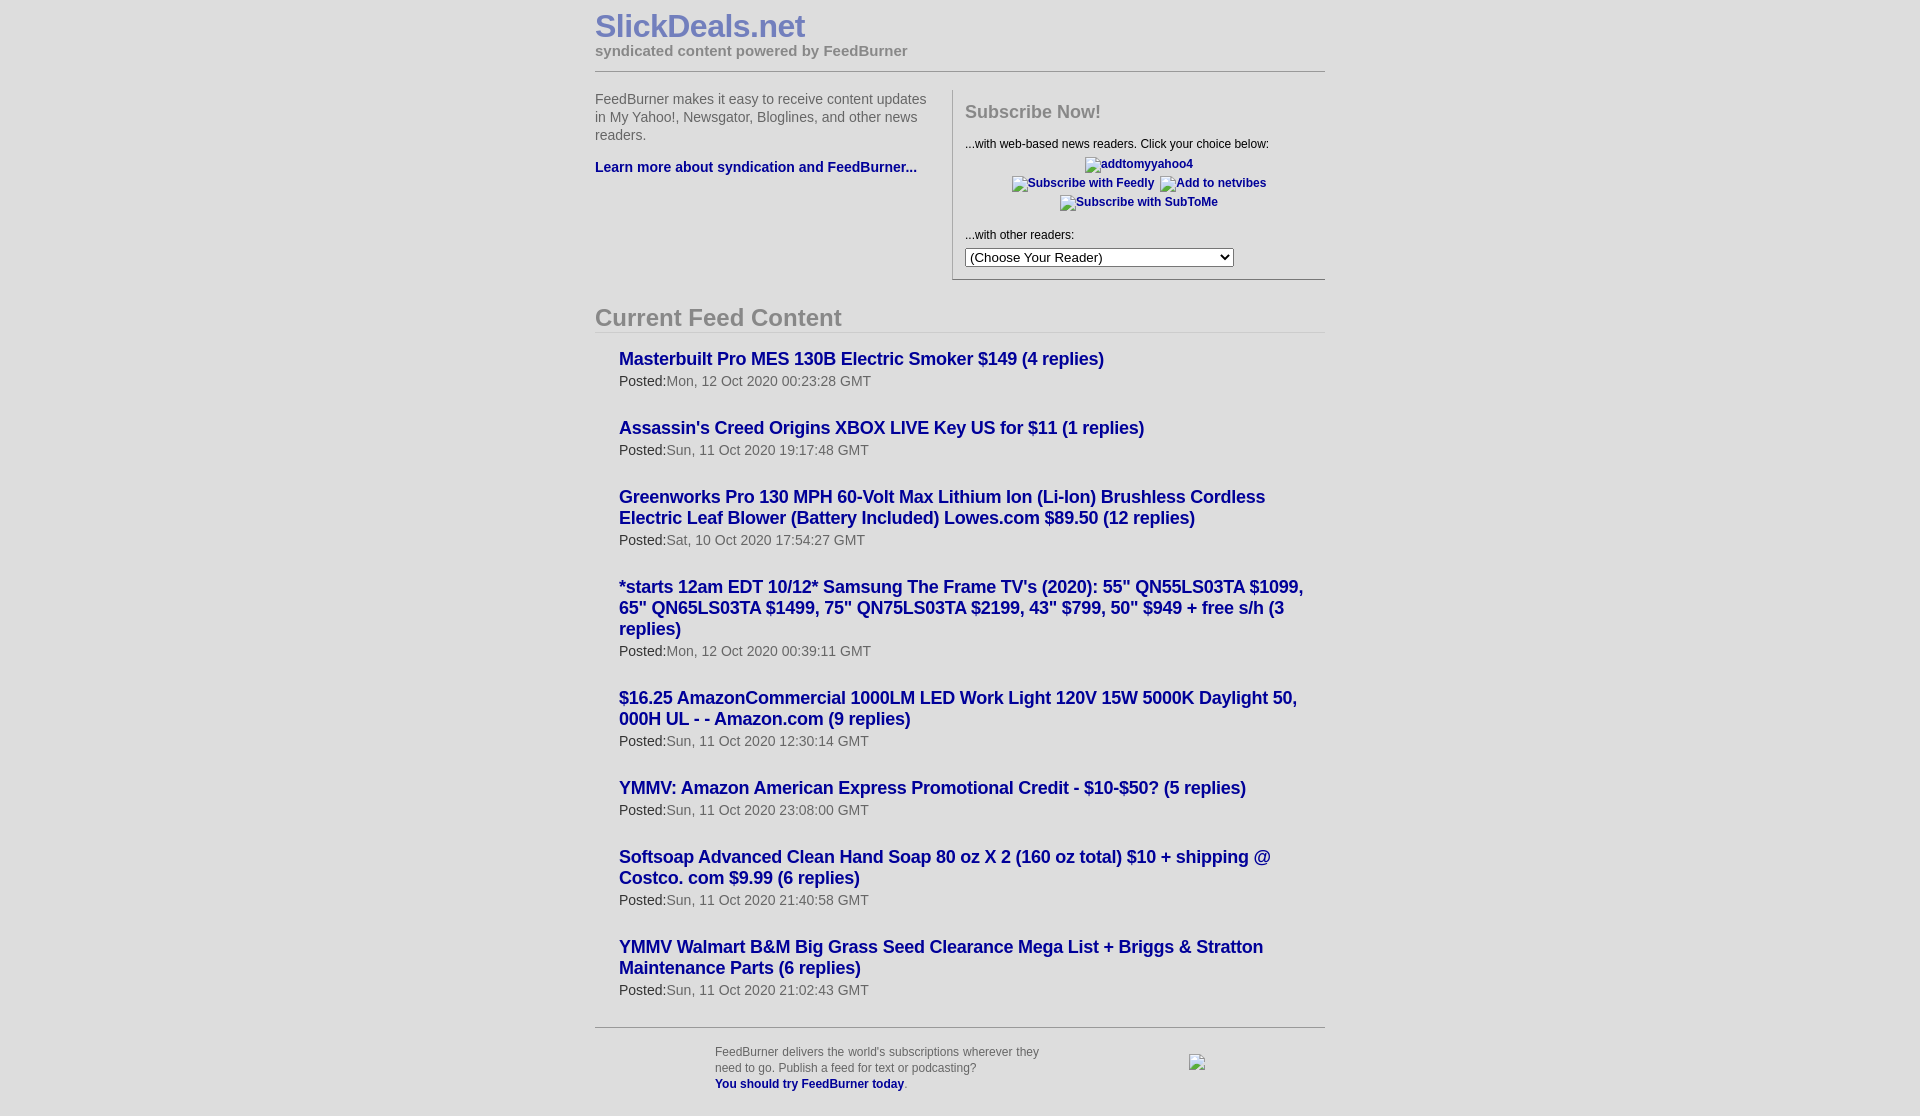 SlickDeals.net
syndicated content powered by FeedBurner
FeedBurner makes it easy to receive content updates
in My Yahoo!, Newsgator, Bloglines, and other news
readers.
Learn more about syndication and FeedBurner...
Subscribe Now!
...with web-based news readers. Click your choice below:
addtomyyahoo4
Subscribe with Feedly Add to netvibes
Subscribe with SubToMe
...with other readers:
(Choose Your Reader)
Current Feed Content
Masterbuilt Pro MES 130B Electric Smoker $149 (4 replies)
Posted:Mon, 12 Oct 2020 00:23:28 GMT
Assassin's Creed Origins XBOX LIVE Key US for $11 (1 replies)
Posted:Sun, 11 Oct 2020 19:17:48 GMT
Greenworks Pro 130 MPH 60-Volt Max Lithium Ion (Li-Ion) Brushless Cordless
Electric Leaf Blower (Battery Included) Lowes.com $89.50 (12 replies)
Posted:Sat, 10 Oct 2020 17:54:27 GMT
*starts 12am EDT 10/12* Samsung The Frame TV's (2020): 55" QN55LS03TA $1099,
65" QN65LS03TA $1499, 75" QN75LS03TA $2199, 43" $799, 50" $949 + free s/h (3
replies)
Posted:Mon, 12 Oct 2020 00:39:11 GMT
$16.25 AmazonCommercial 1000LM LED Work Light 120V 15W 5000K Daylight 50,
000H UL - - Amazon.com (9 replies)
Posted:Sun, 11 Oct 2020 12:30:14 GMT
YMMV: Amazon American Express Promotional Credit - $10-$50? (5 replies)
Posted:Sun, 11 Oct 2020 23:08:00 GMT
Softsoap Advanced Clean Hand Soap 80 oz X 2 (160 oz total) $10 + shipping @
Costco. com $9.99 (6 replies)
Posted:Sun, 11 Oct 2020 21:40:58 GMT
YMMV Walmart B&M Big Grass Seed Clearance Mega List + Briggs & Stratton
Maintenance Parts (6 replies)
Posted:Sun, 11 Oct 2020 21:02:43 GMT
FeedBurner delivers the world's subscriptions wherever they
need to go. Publish a feed for text or podcasting?
You should try FeedBurner today.